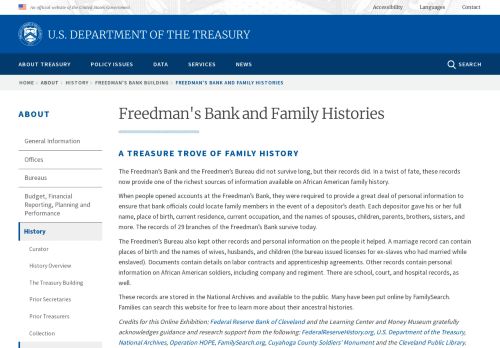 An official website of the United States Government
Accessibility Languages Contact
U.S. DEPARTMENT OF THE TREASURY
ABOUT TREASURY POLICY ISSUES DATA SERVICES NEWS SEARCH
HOME › ABOUT › HISTORY › FREEDMAN'S BANK BUILDING › FREEDMAN'S BANK AND FAMILY HISTORIES
ABOUT
General Information
Offices
Bureaus
Budget, Financial
Reporting, Planning and
Performance
History
Curator
History Overview
The Treasury Building
Prior Secretaries
Prior Treasurers
Collection
Freedman's Bank and Family Histories
A TREASURE TROVE OF FAMILY HISTORY
The Freedman's Bank and the Freedmen's Bureau did not survive long, but their records did. In a twist of fate, these records
now provide one of the richest sources of information available on African American family history.
When people opened accounts at the Freedman's Bank, they were required to provide a great deal of personal information to
ensure that bank officials could locate family members in the event of a depositor's death. Each depositor gave his or her full
name, place of birth, current residence, current occupation, and the names of spouses, children, parents, brothers, sisters, and
more. The records of 29 branches of the Freedman's Bank survive today.
The Freedmen's Bureau also kept other records and personal information on the people it helped. A marriage record can contain
places of birth and the names of wives, husbands, and children (the bureau issued licenses for ex-slaves who had married while
enslaved). Documents contain details on labor contracts and apprenticeship agreements. Other records contain personal
information on African American soldiers, including company and regiment. There are school, court, and hospital records, as
well.
These records are stored in the National Archives and available to the public. Many have been put online by FamilySearch.
Families can search this website for free to learn more about their ancestral histories.
Credits for this Online Exhibition; Federal Reserve Bank of Cleveland and the Learning Center and Money Museum gratefully
acknowledges guidance and research support from the following: FederalReserveHistory.org, U.S. Department of the Treasury,
National Archives, Operation HOPE, FamilySearch.org, Cuyahoga County Soldiers' Monument and the Cleveland Public Library.